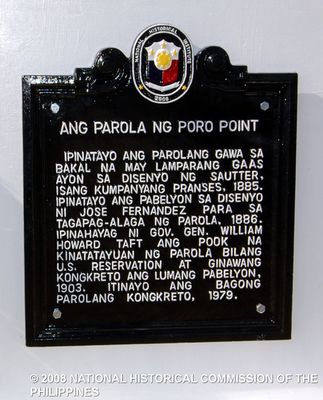 NATIONAL HISTORICAL INSTITUTE
2008
ANG PAROLA NG PORO POINT
IPINATAYO ANG PAROLANG GAWA SA
BAKAL NA MAY LAMPARANG GAAS
AYON SA DISENYO NG SAUTTER,
ISANG KUMPANYANG PRANSES, 1885.
IPINATAYO ANG PABELYON SA DISENYO
NI JOSE FERNANDEZ PARA SA
TAGAPAG-ALAGA NG PAROLA, 1886.
IPINAHAYAG NI GOV. GEN. WILLIAM
HOWARD TAFT ANG POOK NA
KINATATAYUAN NG PAROLA BILANG
U.S. RESERVATION AT GINAWANG
KONGKRETO ANG LUMANG PABELYON,
1903. ITINAYO ANG BAGONG
PAROLANG KONGKRETO, 1979.
© 2008 NATIONAL HISTORICAL COMMISSION OF THE
PHILIPPINES